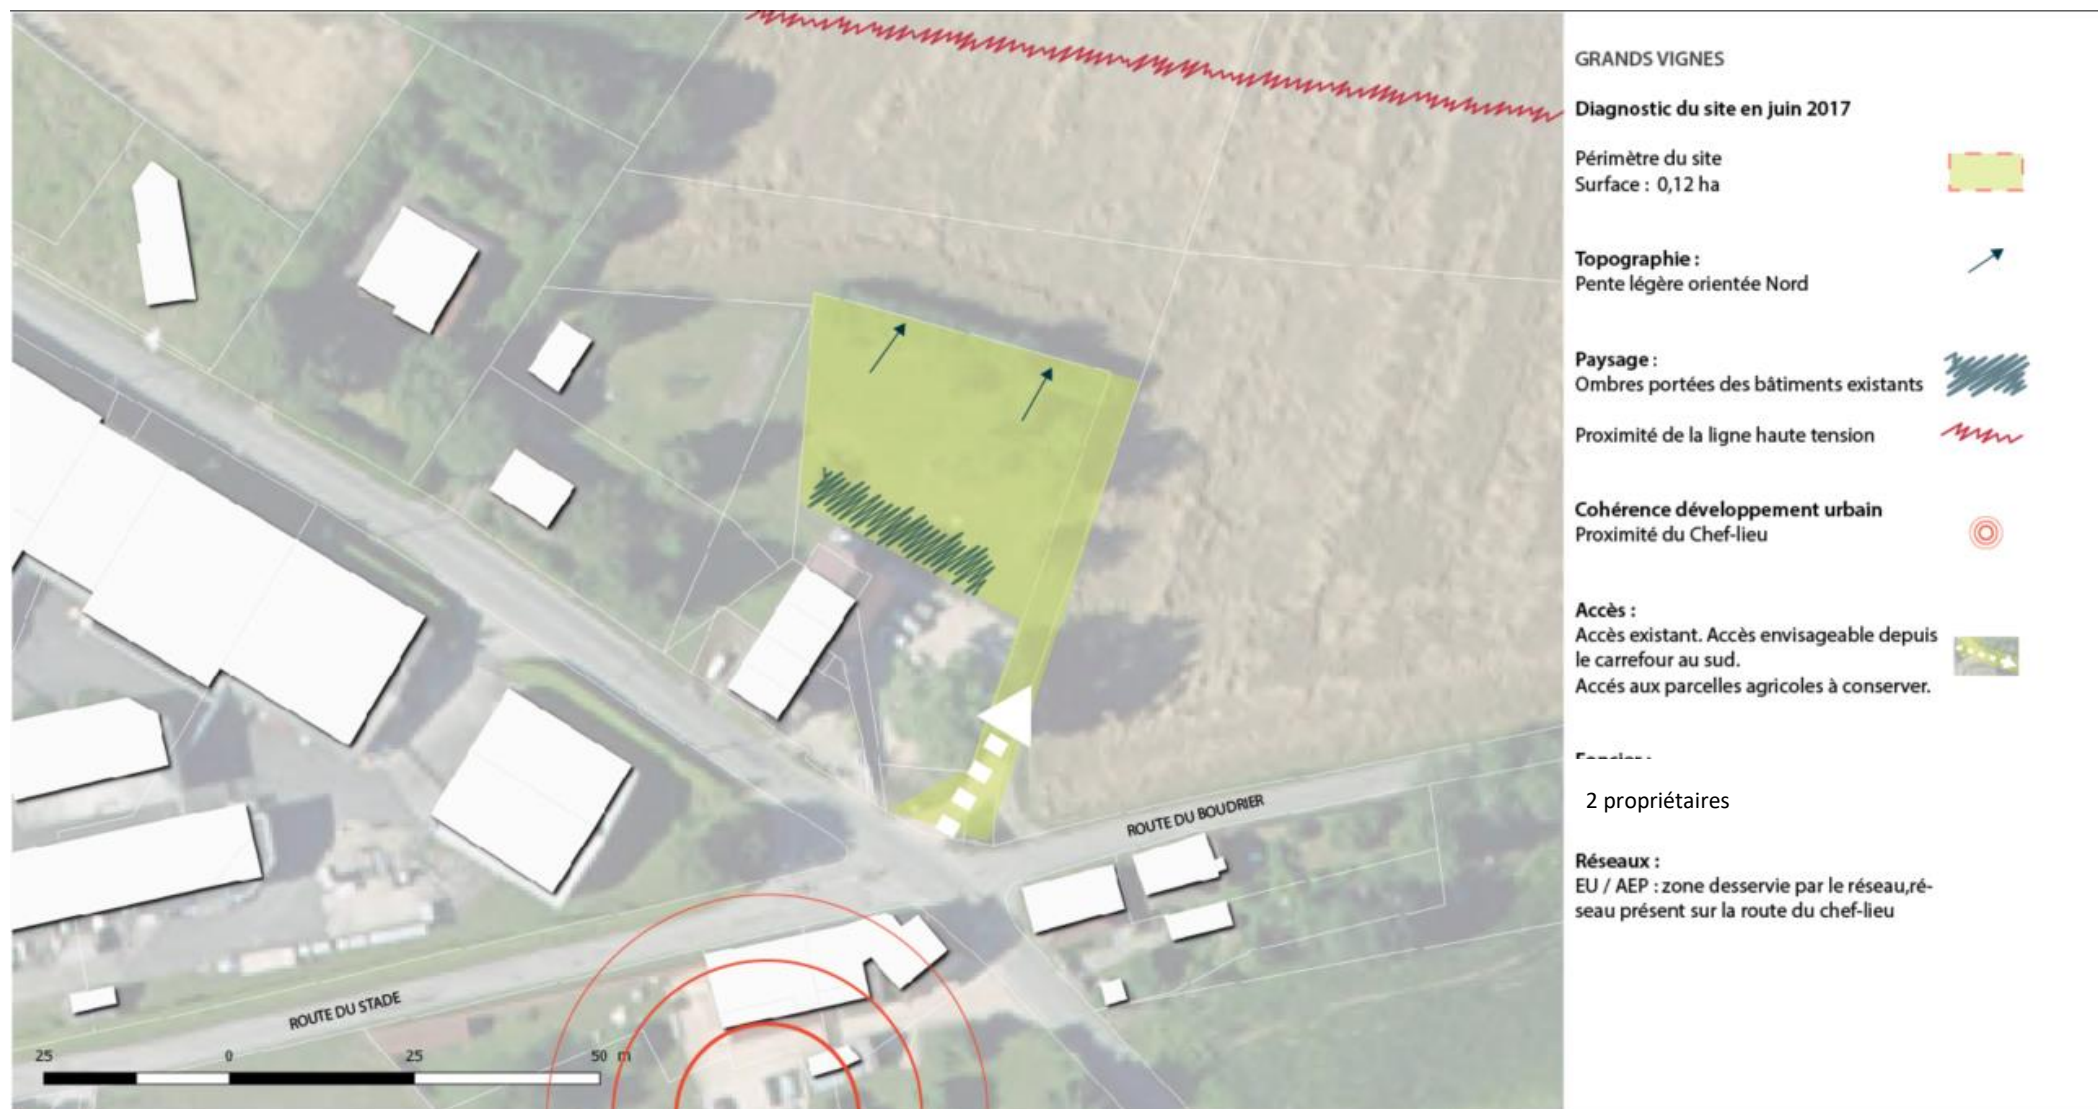 GRANDS VIGNES
Diagnostic du site en juin 2017
Périmètre du site
Surface : 0,12 ha
Topographie :
Pente légère orientée Nord
Paysage :
Ombres portées des bâtiments existants
Proximité de la ligne haute tension
Cohérence développement urbain
Proximité du Chef-lieu
Accès :
Accès existant. Accès envisageable depuis
le carrefour au sud.
Accés aux parcelles agricoles à conserver.
Foncier :
2 propriétaires
Réseaux :
EU / AEP : zone desservie par le réseau,ré-
seau présent sur la route du chef-lieu
ROUTE DU BOUDRIER
ROUTE DU STADE
25 0 25 50 m